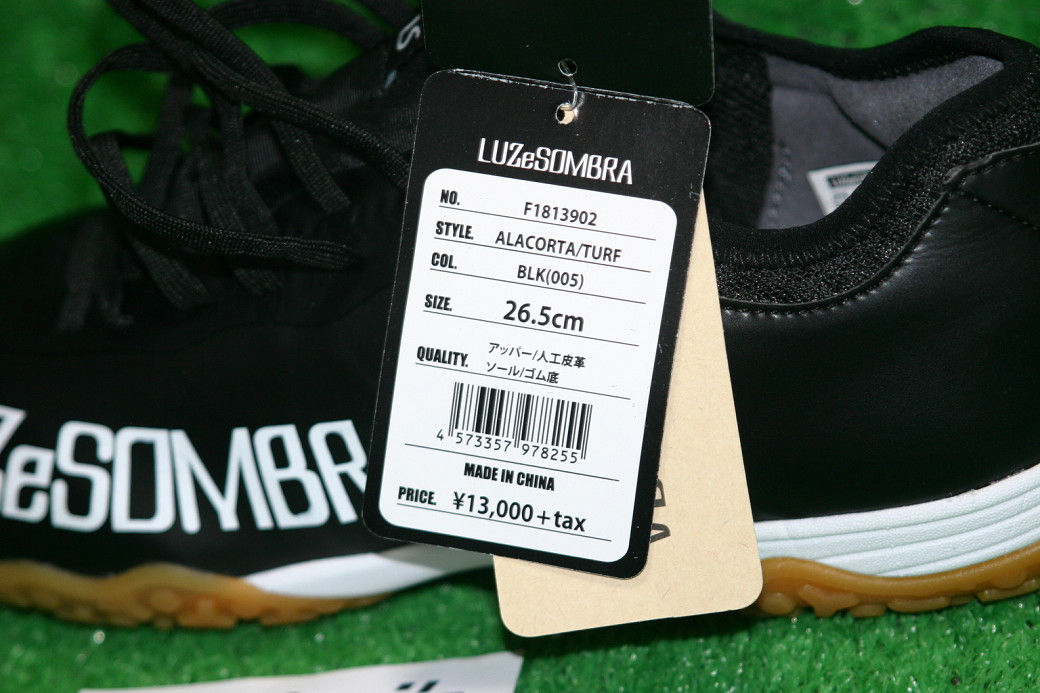 LUZeSOMBRA
NO. F1813902
STYLE. ALACORTA/TURF
COL. BLK(005)
SIZE. 26.5cm
QUALITY. アッパー/人工皮革
ソール/ゴム底
4 573357 978255
MADE IN CHINA
PRICE. ¥13,000+tax
ZeSOMBRA